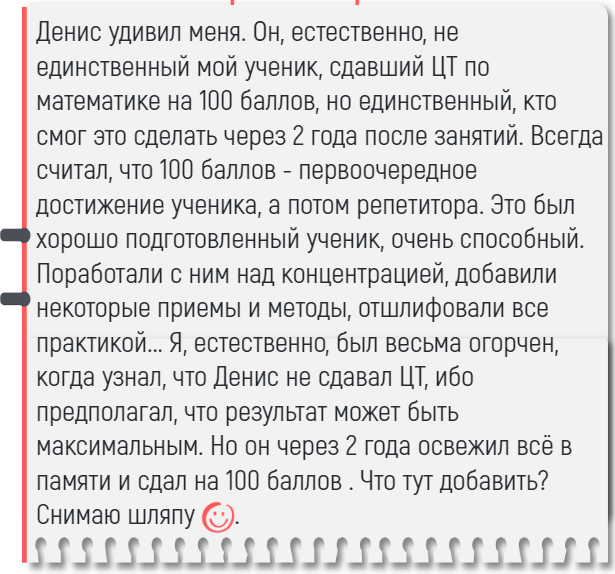 Денис удивил меня. Он, естественно, не
единственный мой ученик, сдавший ЦТ по
математике на 100 баллов, но единственный, кто
смог это сделать через 2 года после занятий. Всегда
считал, что 100 баллов - первоочередное
достижение ученика, а потом репетитора. Это был
хорошо подготовленный ученик, очень способный.
Поработали с ним над концентрацией, добавили
некоторые приемы и методы, отшлифовали все
практикой... Я, естественно, был весьма огорчен,
когда узнал, что Денис не сдавал ЦТ, ибо
предполагал, что результат может быть
максимальным. Но он через 2 года освежил всё в
памяти и сдал на 100 баллов . Что тут добавить?
Снимаю шляпу .